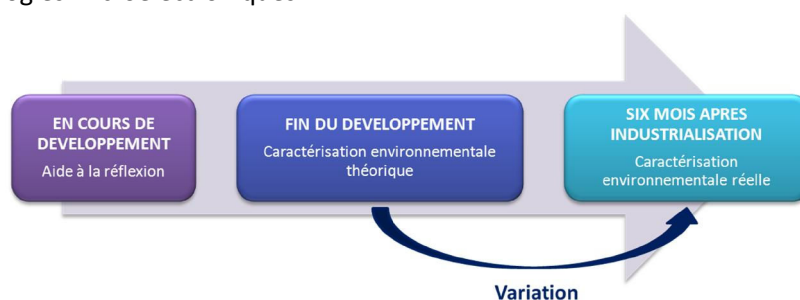 EN COURS DE
DEVELOPPEMENT
Aide à la réflexion
FIN DU DEVELOPPEMENT
Caractérisation environnementale
théorique
SIX MOIS APRES
INDUSTRIALISATION
Caractérisation
environnementale réelle
Variation